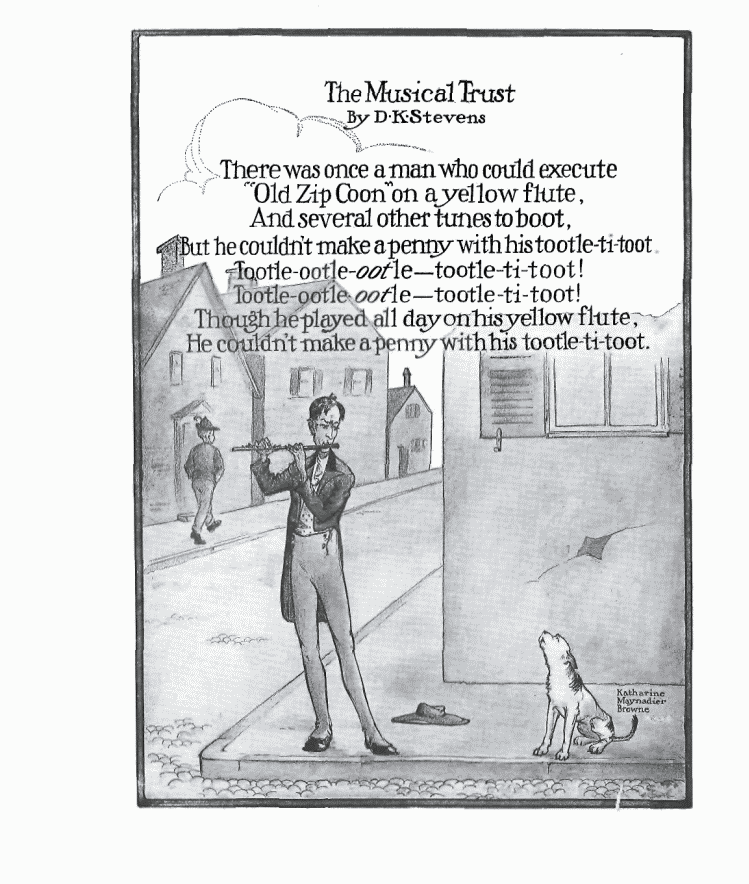 The Musical Trust
By D.K.Stevens
There was once a man who could execute
"Old Zip Coon" on a yellow flute,
And several other tunes to boot,
But he couldn't make a penny with his tootle-ti-toot.
Tootle-ootle-ootle—tootle-ti-toot!
Tootle-ootle-ootle—tootle-ti-toot!
Though he played all day on his yellow flute,
He couldn't make a penny with his tootle-ti-toot.
Katharine
Maynadier
Browne